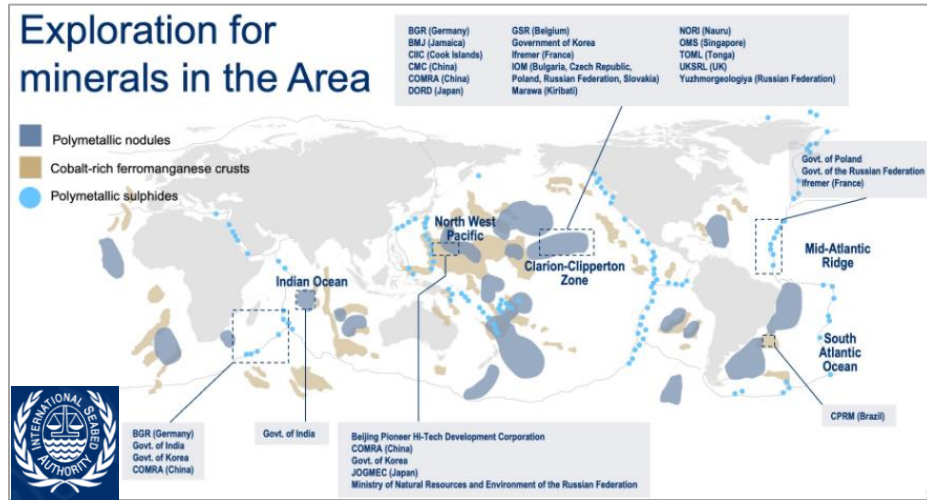 Exploration for
minerals in the Area
Polymetallic nodules
Cobalt-rich ferromanganese crusts
Polymetallic sulphides
BGR (Germany)
BMJ (Jamaica)
CIIC (Cook Islands)
CMC (China)
COMRA (China)
DORD (Japan)
GSR (Belgium)
Government of Korea
Ifremer (France)
IOM (Bulgaria, Czech Republic,
Poland, Russian Federation, Slovakia)
Marawa (Kiribati)
NORI (Nauru)
OMS (Singapore)
TOML (Tonga)
UKSRL (UK)
Yuzhmorgeologiya (Russian Federation)
Govt. of Poland
Govt. of the Russian Federation
Ifremer (France)
North West
Pacific
Clarion-Clipperton
Zone
Mid-Atlantic
Ridge
Indian Ocean
South
Atlantic
Ocean
CPRM (Brazil)
BGR (Germany)
Govt. of India
Govt. of Korea
COMRA (China)
Govt. of India
Beijing Pioneer Hi-Tech Development Corporation
COMRA (China)
Govt. of Korea
JOGMEC (Japan)
Ministry of Natural Resources and Environment of the Russian Federation
INTERNATIONAL SEABED
AUTHORITY